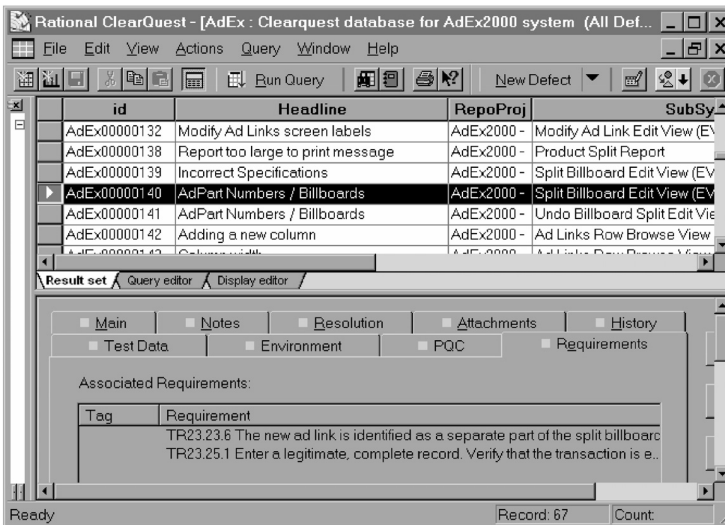 Rational ClearQuest - [AdEx : Clearquest database for AdEx2000 system (All Def...
File Edit View Actions Query Window Help
Run Query New Defect
id Headline RepoProj SubSy
AdEx00000132 Modify Ad Links screen labels AdEx2000 - Modify Ad Link Edit View (EV
AdEx00000138 Report too large to print message AdEx2000 - Product Split Report
AdEx00000139 Incorrect Specifications AdEx2000 - Split Billboard Edit View (EV
AdEx00000140 AdPart Numbers / Billboards AdEx2000 - Split Billboard Edit View (EV
AdEx00000141 AdPart Numbers / Billboards AdEx2000 - Undo Billboard Split Edit Vie
AdEx00000142 Adding a new column AdEx2000 - Ad Links Row Browse View
Result set Query editor Display editor
Main Notes Resolution Attachments History
Test Data Environment POC Requirements
Associated Requirements:
Tag Requirement
TR23.23.6 The new ad link is identified as a separate part of the split billboard
TR23.25.1 Enter a legitimate, complete record. Verify that the transaction is e..
Ready Record: 67 Count: